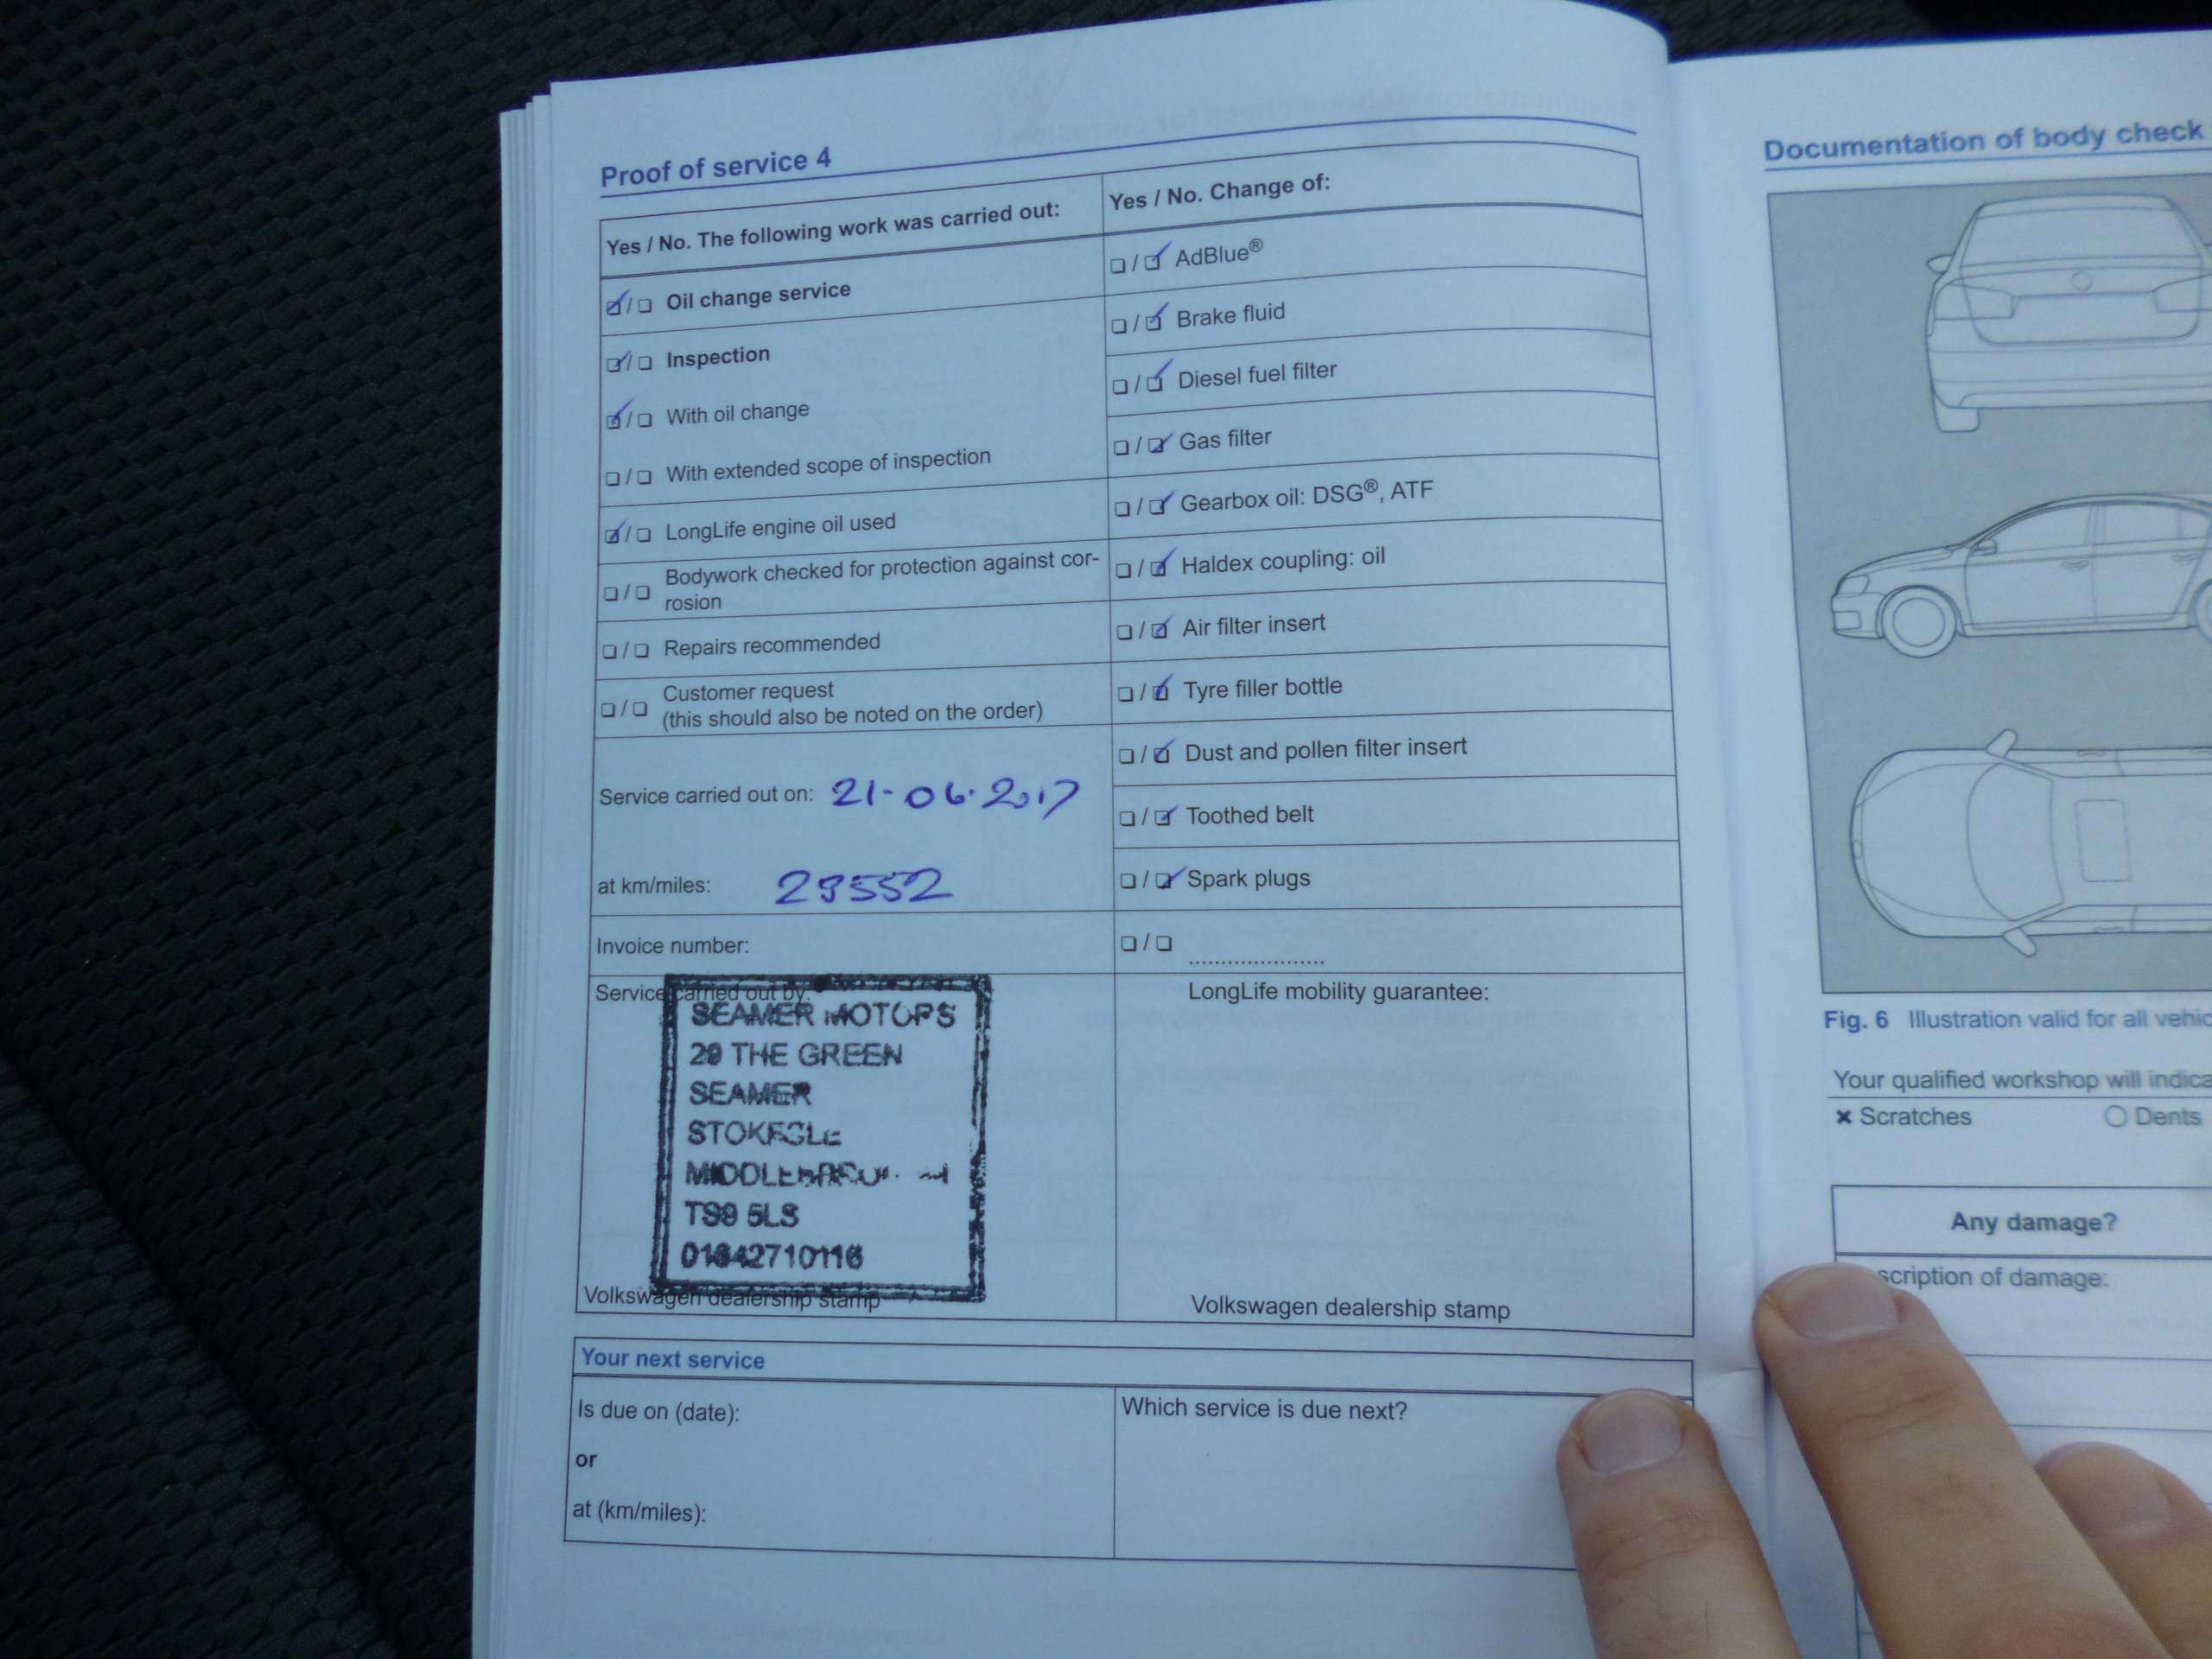 Proof of service 4
Yes / No. The following work was carried out:
☑/☐ Oil change service
☑/☐ Inspection
☑/☐ With oil change
☐/☐ With extended scope of inspection
☑/☐ LongLife engine oil used
☐/☐ Bodywork checked for protection against cor-
rosion
☐/☐ Repairs recommended
☐/☐ Customer request
(this should also be noted on the order)
Service carried out on: 21-06.2017
at km/miles:
Invoice number:
Service carried out by:
SEAMER MOTORS
29 THE GREEN
SEAMER
TS9 5LS
Volkswagen dealership stamp
Yes / No. Change of:
☐/☑ AdBlue®
☐/☑ Brake fluid
☐/☑ Diesel fuel filter
☐/☑ Gas filter
☐/☑ Gearbox oil: DSG®, ATF
☐/☑ Haldex coupling: oil
☐/☑ Air filter insert
☐/☑ Tyre filler bottle
☐/☑ Dust and pollen filter insert
☐/☑ Toothed belt
☐/☑ Spark plugs
☐/☐ ......................
LongLife mobility guarantee:
Volkswagen dealership stamp
Your next service
Is due on (date):
or
at (km/miles):
Which service is due next?
Documentation of body check
Fig. 6 Illustration valid for all
Your qualified workshop will
× Scratches
○ Dents
Any damage?
of damage: